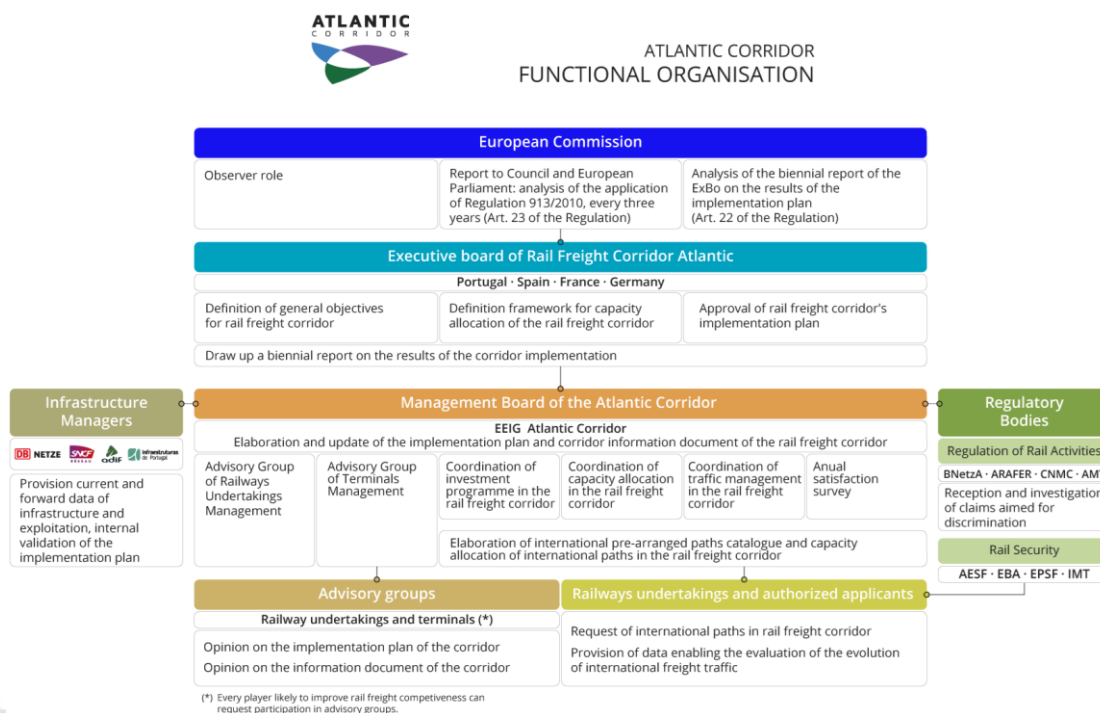 ATLANTIC
CORRIDOR
ATLANTIC CORRIDOR
FUNCTIONAL ORGANISATION
European Commission
Observer role
Report to Council and European
Parliament: analysis of the application
of Regulation 913/2010, every three
years (Art. 23 of the Regulation)
Analysis of the biennial report of the
ExBo on the results of the
implementation plan
(Art. 22 of the Regulation)
Executive board of Rail Freight Corridor Atlantic
Portugal · Spain · France · Germany
Definition of general objectives
for rail freight corridor
Definition framework for capacity
allocation of the rail freight corridor
Approval of rail freight corridor's
implementation plan
Draw up a biennial report on the results of the corridor implementation
Infrastructure
Managers
DB NETZE SNCF RÉSEAU adif Infraestruturas de Portugal
Provision current and
forward data of
infrastructure and
exploitation, internal
validation of the
implementation plan
Management Board of the Atlantic Corridor
EEIG Atlantic Corridor
Elaboration and update of the implementation plan and corridor information document of the rail freight corridor
Advisory Group
of Railways
Undertakings
Management
Advisory Group
of Terminals
Management
Coordination of
investment
programme in the
rail freight corridor
Coordination of
capacity allocation
in the rail freight
corridor
Coordination of
traffic management
in the rail freight
corridor
Anual
satisfaction
survey
Elaboration of international pre-arranged paths catalogue and capacity
allocation of international paths in the rail freight corridor
Regulatory
Bodies
Regulation of Rail Activities
BNetzA · ARAFER · CNMC · AMT
Reception and investigation
of claims aimed for
discrimination
Rail Security
AESF · EBA · EPSF · IMT
Advisory groups
Railway undertakings and terminals (*)
Opinion on the implementation plan of the corridor
Opinion on the information document of the corridor
Railways undertakings and authorized applicants
Request of international paths in rail freight corridor
Provision of data enabling the evaluation of the evolution
of international freight traffic
(*) Every player likely to improve rail freight competiveness can
request participation in advisory groups.